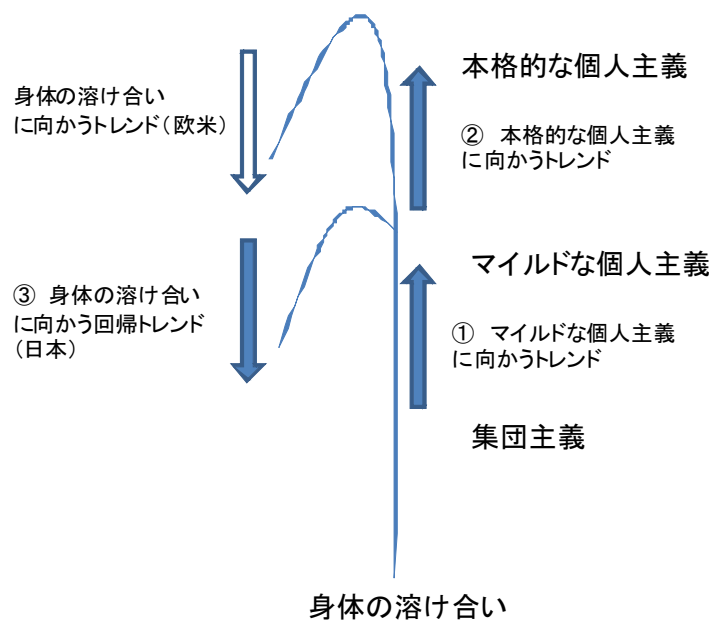 本格的な個人主義
身体の溶け合い
に向かうトレンド（欧米）
② 本格的な個人主義
に向かうトレンド
マイルドな個人主義
③ 身体の溶け合い
に向かう回帰トレンド
（日本）
① マイルドな個人主義
に向かうトレンド
集団主義
身体の溶け合い